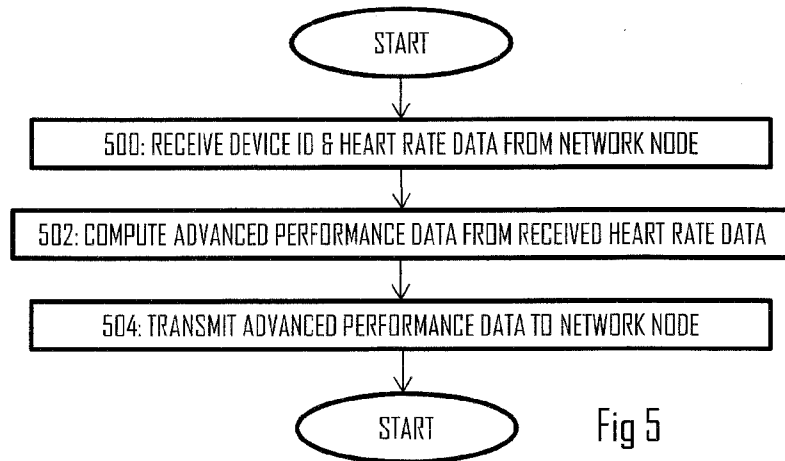 START
500: RECEIVE DEVICE ID & HEART RATE DATA FROM NETWORK NODE
502: COMPUTE ADVANCED PERFORMANCE DATA FROM RECEIVED HEART RATE DATA
504: TRANSMIT ADVANCED PERFORMANCE DATA TO NETWORK NODE
START
Fig 5